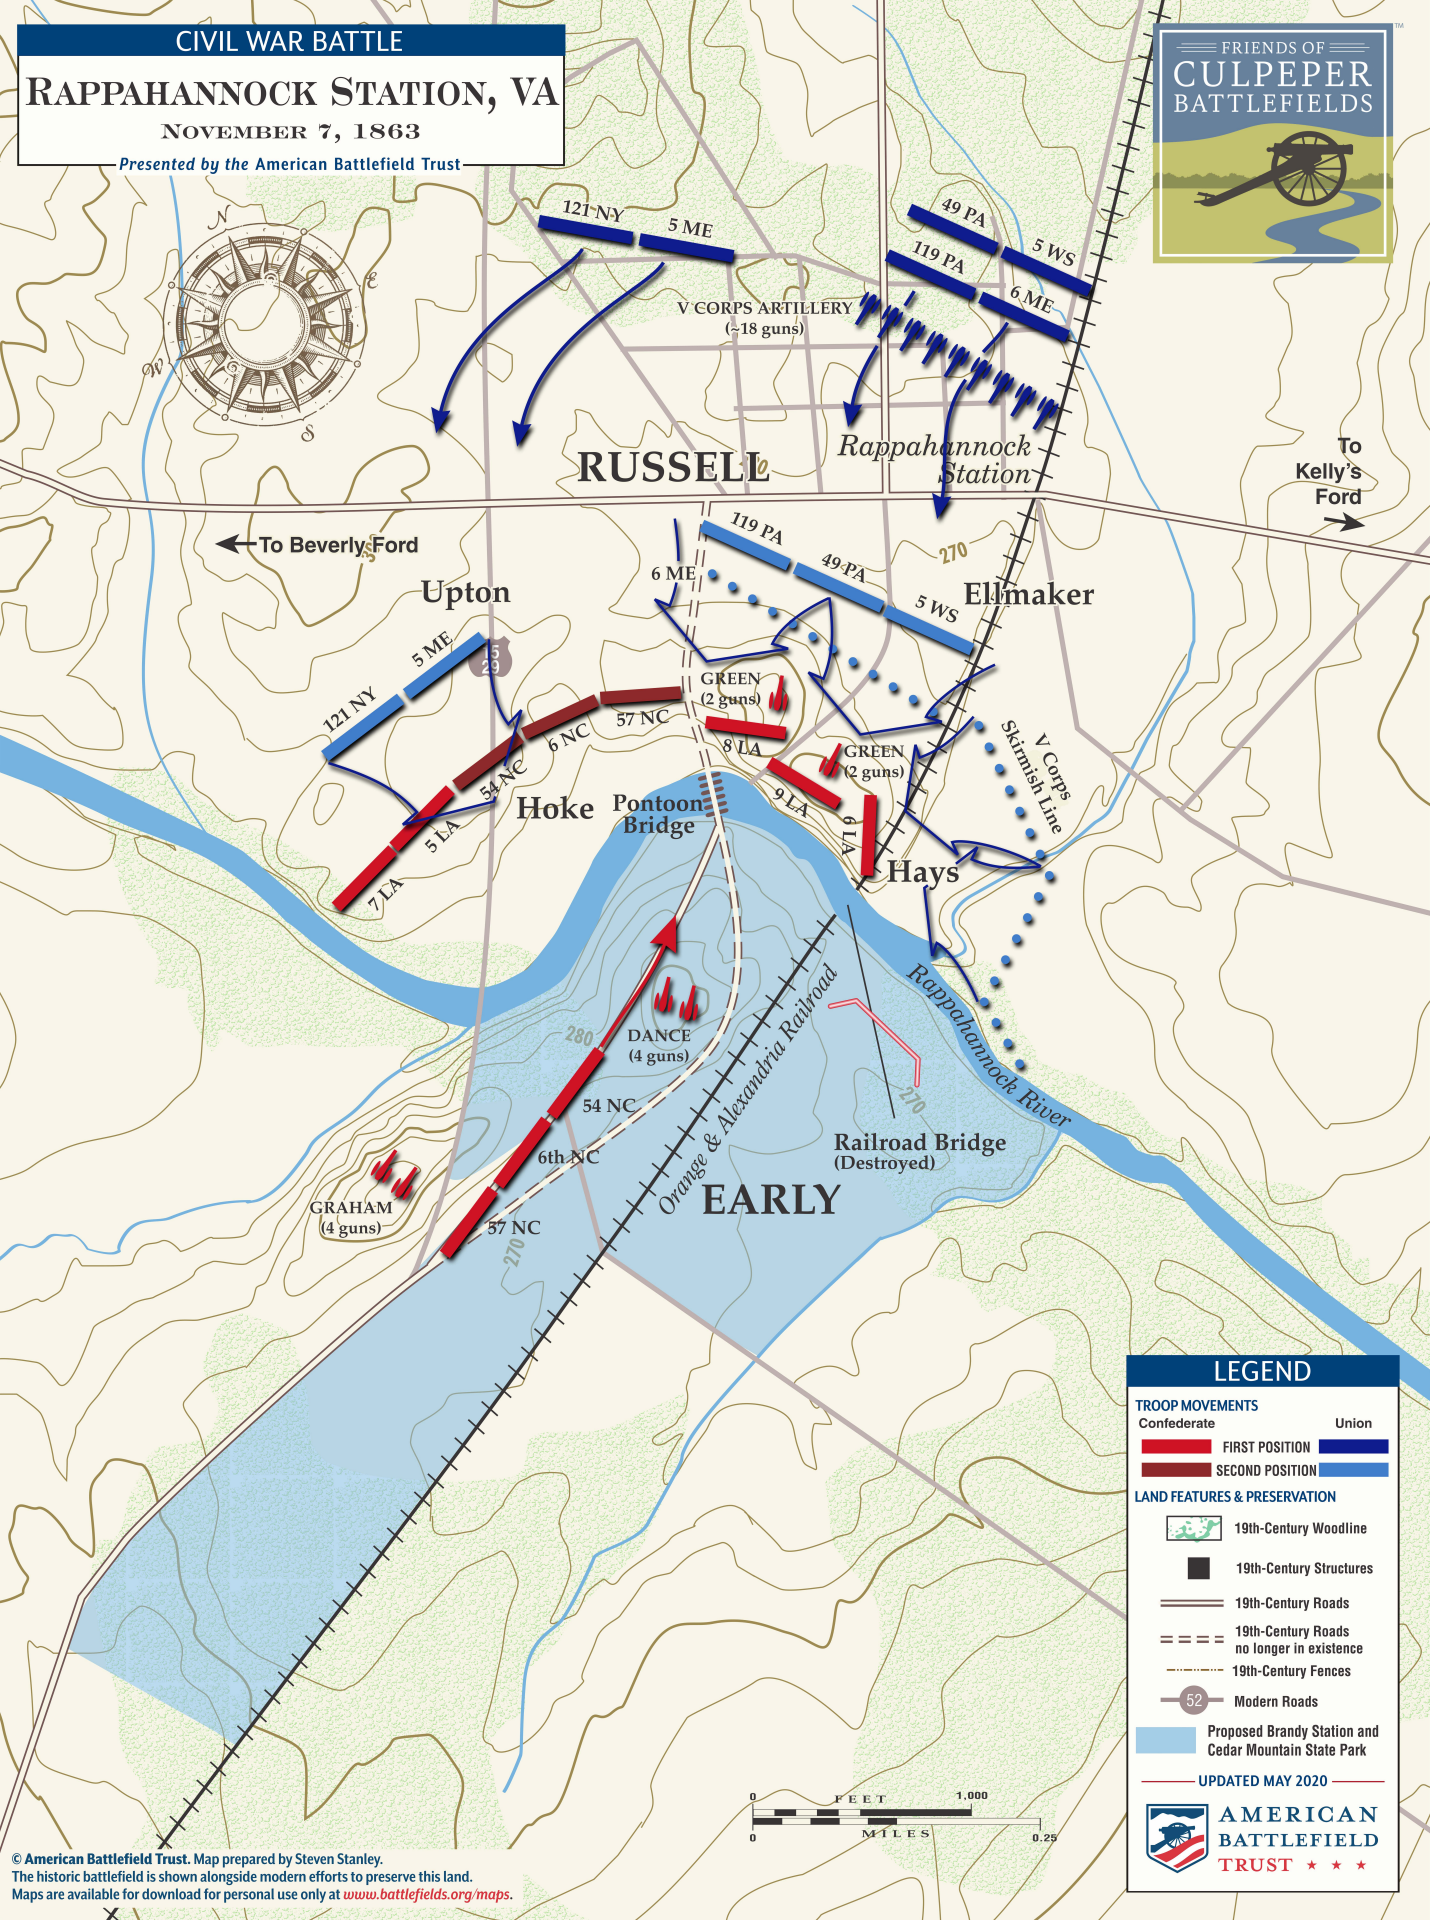 CIVIL WAR BATTLE
RAPPAHANNOCK STATION, VA
NOVEMBER 7, 1863
Presented by the American Battlefield Trust
FRIENDS OF
CULPEPER
BATTLEFIELDS
TM
N
E
W
S
121 NY
5 ME
49 PA
5 WS
119 PA
6 ME
V CORPS ARTILLERY
(~18 guns)
Rappahannock
Station
RUSSELL
To
Kelly's
Ford
To Beverly Ford
270
119 PA
49 PA
5 WS
6 ME
Upton
Ellmaker
5 ME
121 NY
29
GREEN
(2 guns)
57 NC
6 NC
8 LA
GREEN
(2 guns)
V Corps
Skirmish Line
54 NC
9 LA
Hoke
Pontoon
Bridge
5 LA
6 LA
Hays
7 LA
Rappahannock River
Orange & Alexandria Railroad
DANCE
(4 guns)
280
270
54 NC
Railroad Bridge
(Destroyed)
6th NC
EARLY
GRAHAM
(4 guns)
57 NC
270
LEGEND
TROOP MOVEMENTS
Confederate Union
FIRST POSITION
SECOND POSITION
LAND FEATURES & PRESERVATION
19th-Century Woodline
19th-Century Structures
19th-Century Roads
19th-Century Roads
no longer in existence
19th-Century Fences
52 Modern Roads
Proposed Brandy Station and
Cedar Mountain State Park
UPDATED MAY 2020
AMERICAN
BATTLEFIELD
TRUST
0 FEET 1,000
0 MILES 0.25
© American Battlefield Trust. Map prepared by Steven Stanley.
The historic battlefield is shown alongside modern efforts to preserve this land.
Maps are available for download for personal use only at www.battlefields.org/maps.